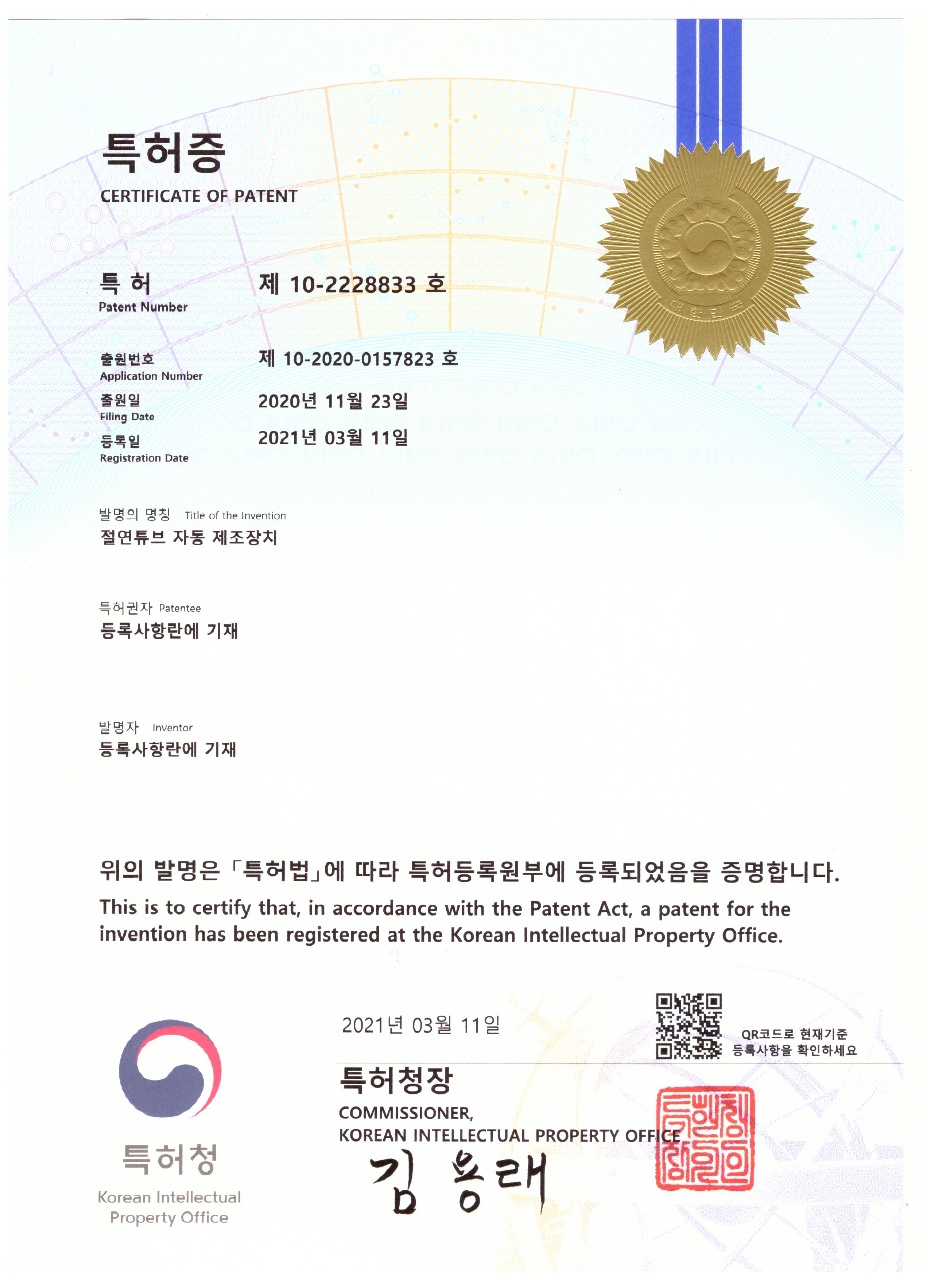 특허증
CERTIFICATE OF PATENT
특 허 제 10-2228833 호
Patent Number
출원번호 제 10-2020-0157823 호
Application Number
출원일 2020년 11월 23일
Filing Date
등록일 2021년 03월 11일
Registration Date
발명의 명칭 Title of the Invention
절연튜브 자동 제조장치
특허권자 Patentee
등록사항란에 기재
발명자 Inventor
등록사항란에 기재
위의 발명은 「특허법」에 따라 특허등록원부에 등록되었음을 증명합니다.
This is to certify that, in accordance with the Patent Act, a patent for the
invention has been registered at the Korean Intellectual Property Office.
2021년 03월 11일
QR코드로 현재기준
등록사항을 확인하세요
특허청장
COMMISSIONER,
KOREAN INTELLECTUAL PROPERTY OFFICE
김용래
특허청
Korean Intellectual
Property Office